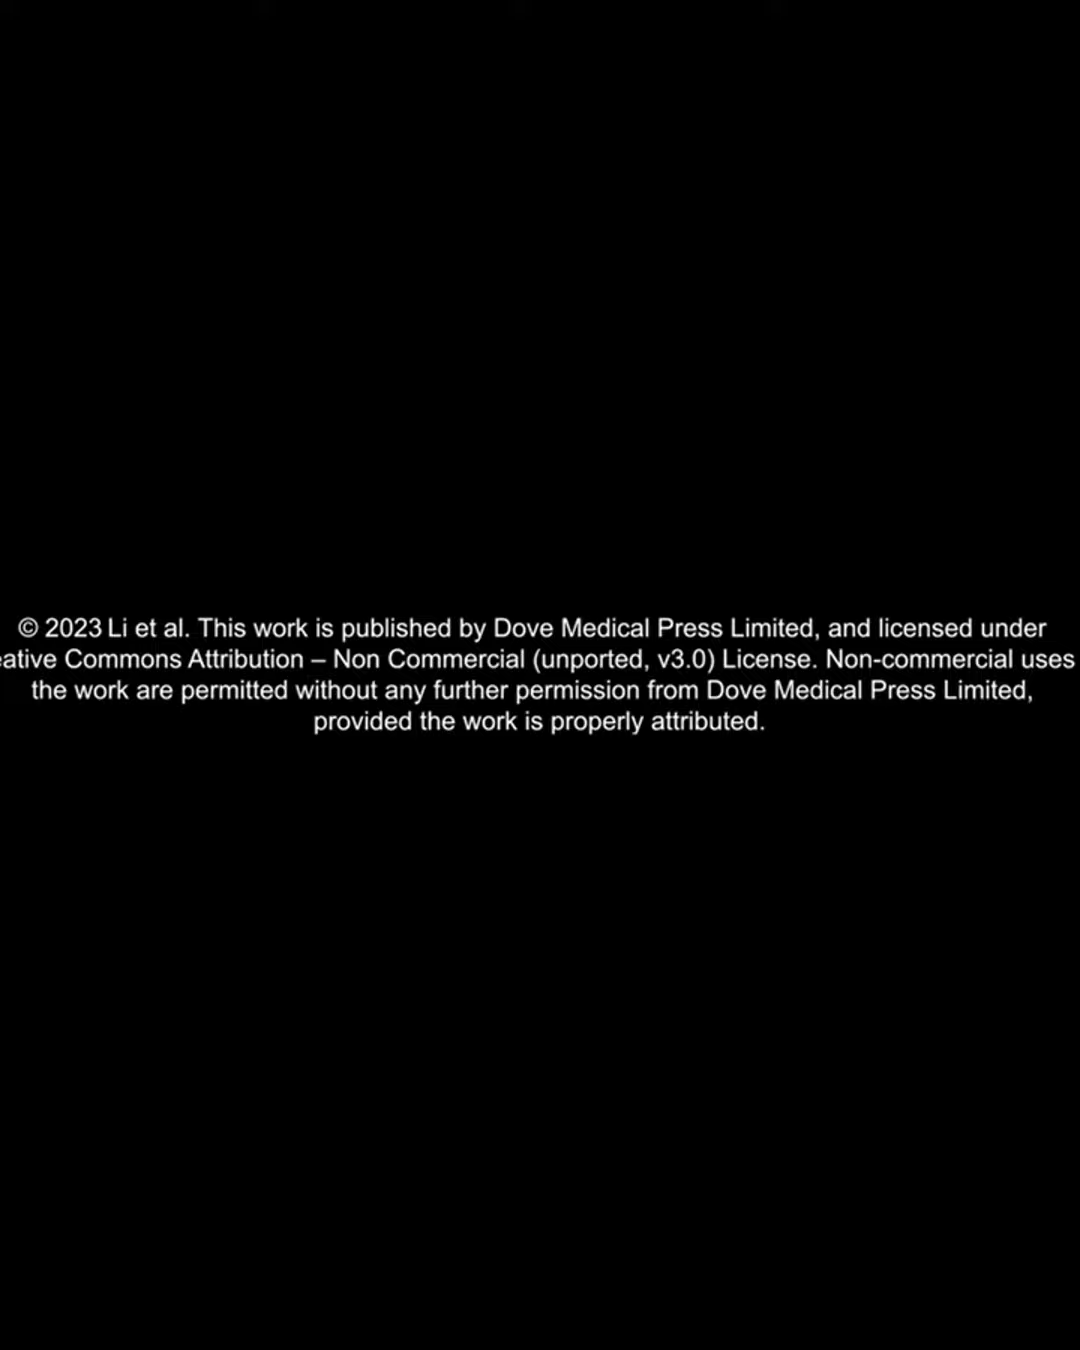 © 2023 Li et al. This work is published by Dove Medical Press Limited, and licensed under
eative Commons Attribution – Non Commercial (unported, v3.0) License. Non-commercial uses
the work are permitted without any further permission from Dove Medical Press Limited,
provided the work is properly attributed.